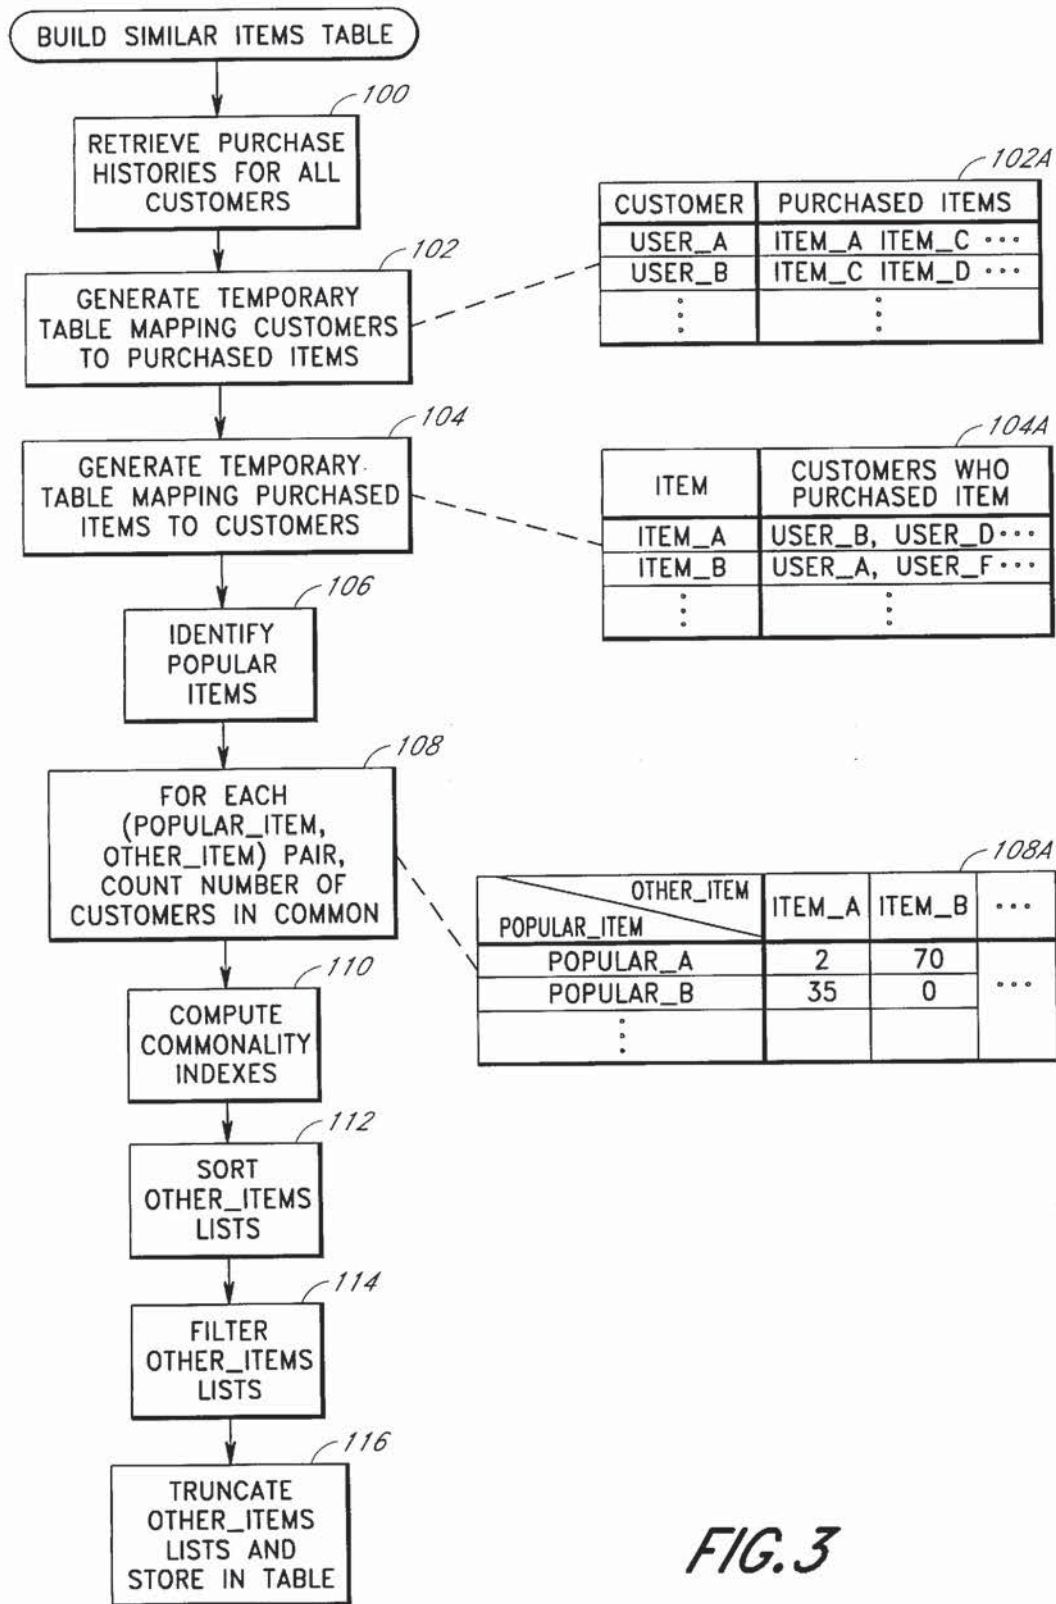 BUILD SIMILAR ITEMS TABLE
100
RETRIEVE PURCHASE
HISTORIES FOR ALL
CUSTOMERS
102
GENERATE TEMPORARY
TABLE MAPPING CUSTOMERS
TO PURCHASED ITEMS
102A
CUSTOMER PURCHASED ITEMS
USER_A ITEM_A ITEM_C •••
USER_B ITEM_C ITEM_D •••
104
GENERATE TEMPORARY
TABLE MAPPING PURCHASED
ITEMS TO CUSTOMERS
104A
ITEM
CUSTOMERS WHO
PURCHASED ITEM
ITEM_A USER_B, USER_D•••
ITEM_B USER_A, USER_F•••
106
IDENTIFY
POPULAR
ITEMS
108
FOR EACH
(POPULAR_ITEM,
OTHER_ITEM) PAIR,
COUNT NUMBER OF
CUSTOMERS IN COMMON
108A
OTHER_ITEM
POPULAR_ITEM
ITEM_A ITEM_B •••
POPULAR_A 2 70
POPULAR_B 35 0 •••
110
COMPUTE
COMMONALITY
INDEXES
112
SORT
OTHER_ITEMS
LISTS
114
FILTER
OTHER_ITEMS
LISTS
116
TRUNCATE
OTHER_ITEMS
LISTS AND
STORE IN TABLE
FIG.3